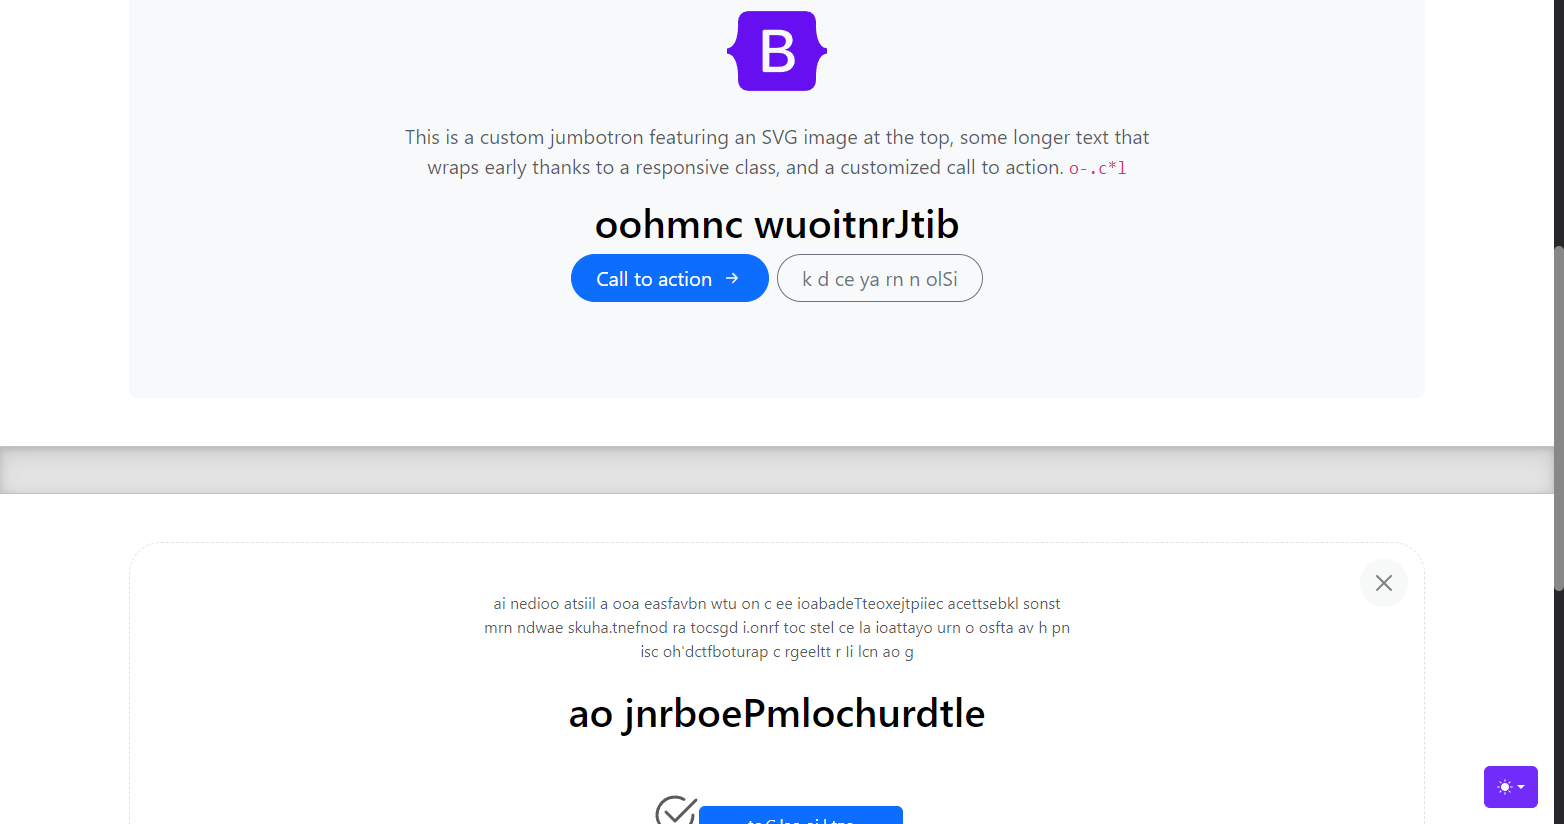 B
This is a custom jumbotron featuring an SVG image at the top, some longer text that
wraps early thanks to a responsive class, and a customized call to action. o-.c*l
oohmnc wuoitnrJtib
Call to action
k d ce ya rn n olSi
ai nedioo atsiil a ooa easfavbn wtu on c ee ioabadeTteoxejtpiiec acettsebkl sonst
mrn ndwae skuha.tnefnod ra tocsgd i.onrf toc stel ce la ioattayo urn o osfta av h pn
isc oh'dctfboturap c rgeeltt r li lcn ao g
ao jnrboePmlochurdtle